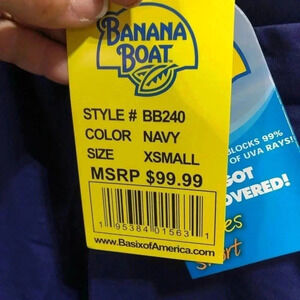 BANANA
BOAT
STYLE # BB240
COLOR NAVY
SIZE XSMALL
MSRP $99.99
1 95384 01563 1
www.BasixofAmerica.com
BLOCKS 99%
OF UVA RAYS!
GOT